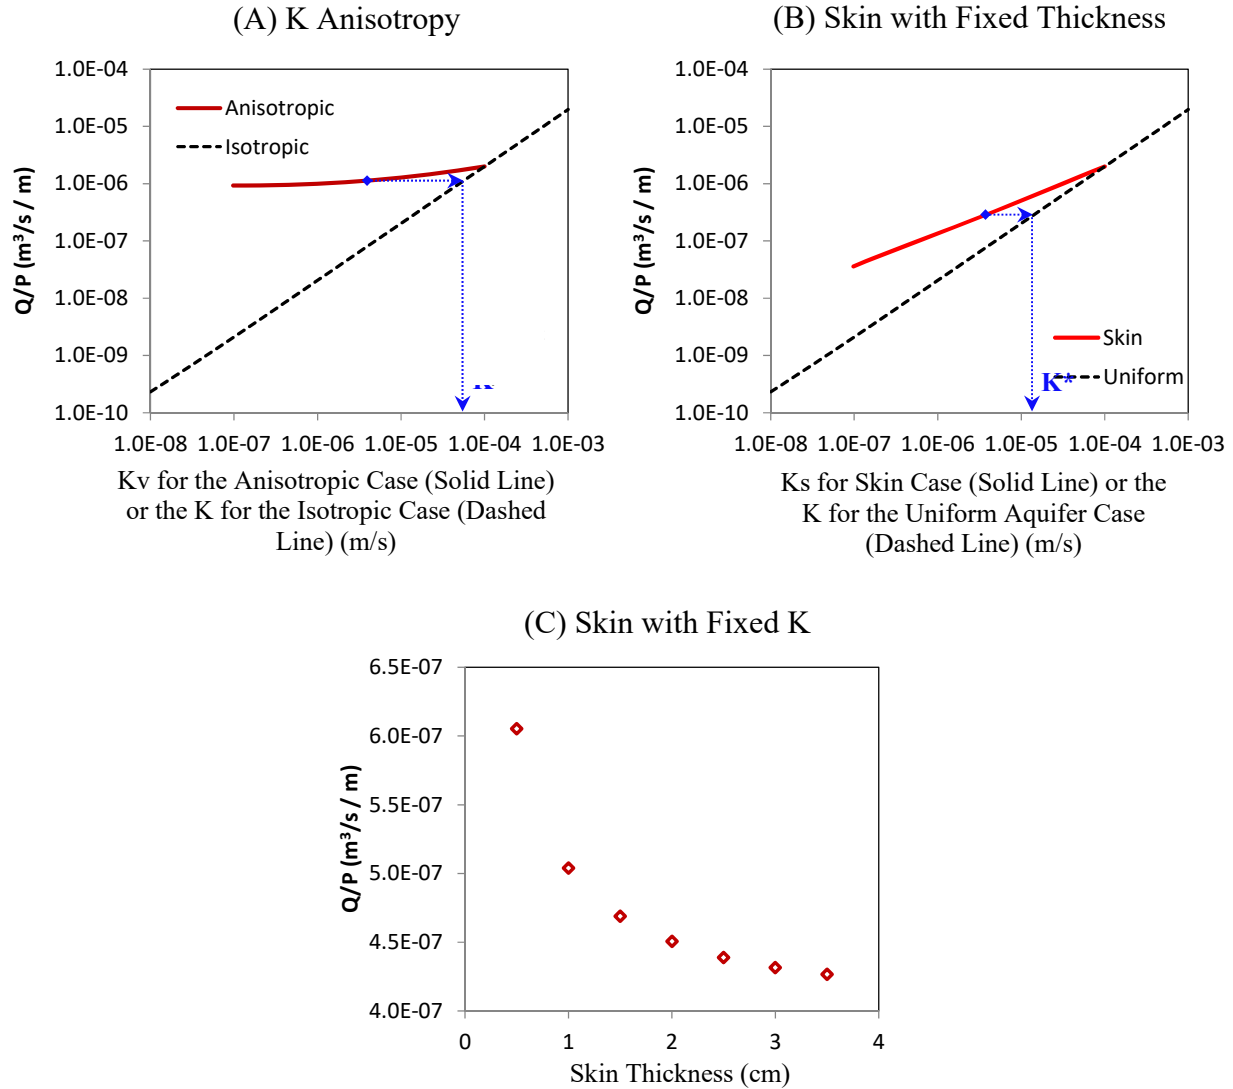 (A) K Anisotropy
1.0E-04
1.0E-05
1.0E-06
1.0E-07
1.0E-08
1.0E-09
1.0E-10
Q/P (m³/s / m)
Anisotropic
Isotropic
1.0E-08 1.0E-07 1.0E-06 1.0E-05 1.0E-04 1.0E-03
Kv for the Anisotropic Case (Solid Line)
or the K for the Isotropic Case (Dashed
Line) (m/s)
(B) Skin with Fixed Thickness
1.0E-04
1.0E-05
1.0E-06
1.0E-07
1.0E-08
1.0E-09
1.0E-10
Q/P (m³/s / m)
Skin
Uniform
K*
1.0E-08 1.0E-07 1.0E-06 1.0E-05 1.0E-04 1.0E-03
Ks for Skin Case (Solid Line) or the
K for the Uniform Aquifer Case
(Dashed Line) (m/s)
(C) Skin with Fixed K
6.5E-07
6.0E-07
5.5E-07
5.0E-07
4.5E-07
4.0E-07
Q/P (m³/s / m)
0 1 2 3 4
Skin Thickness (cm)